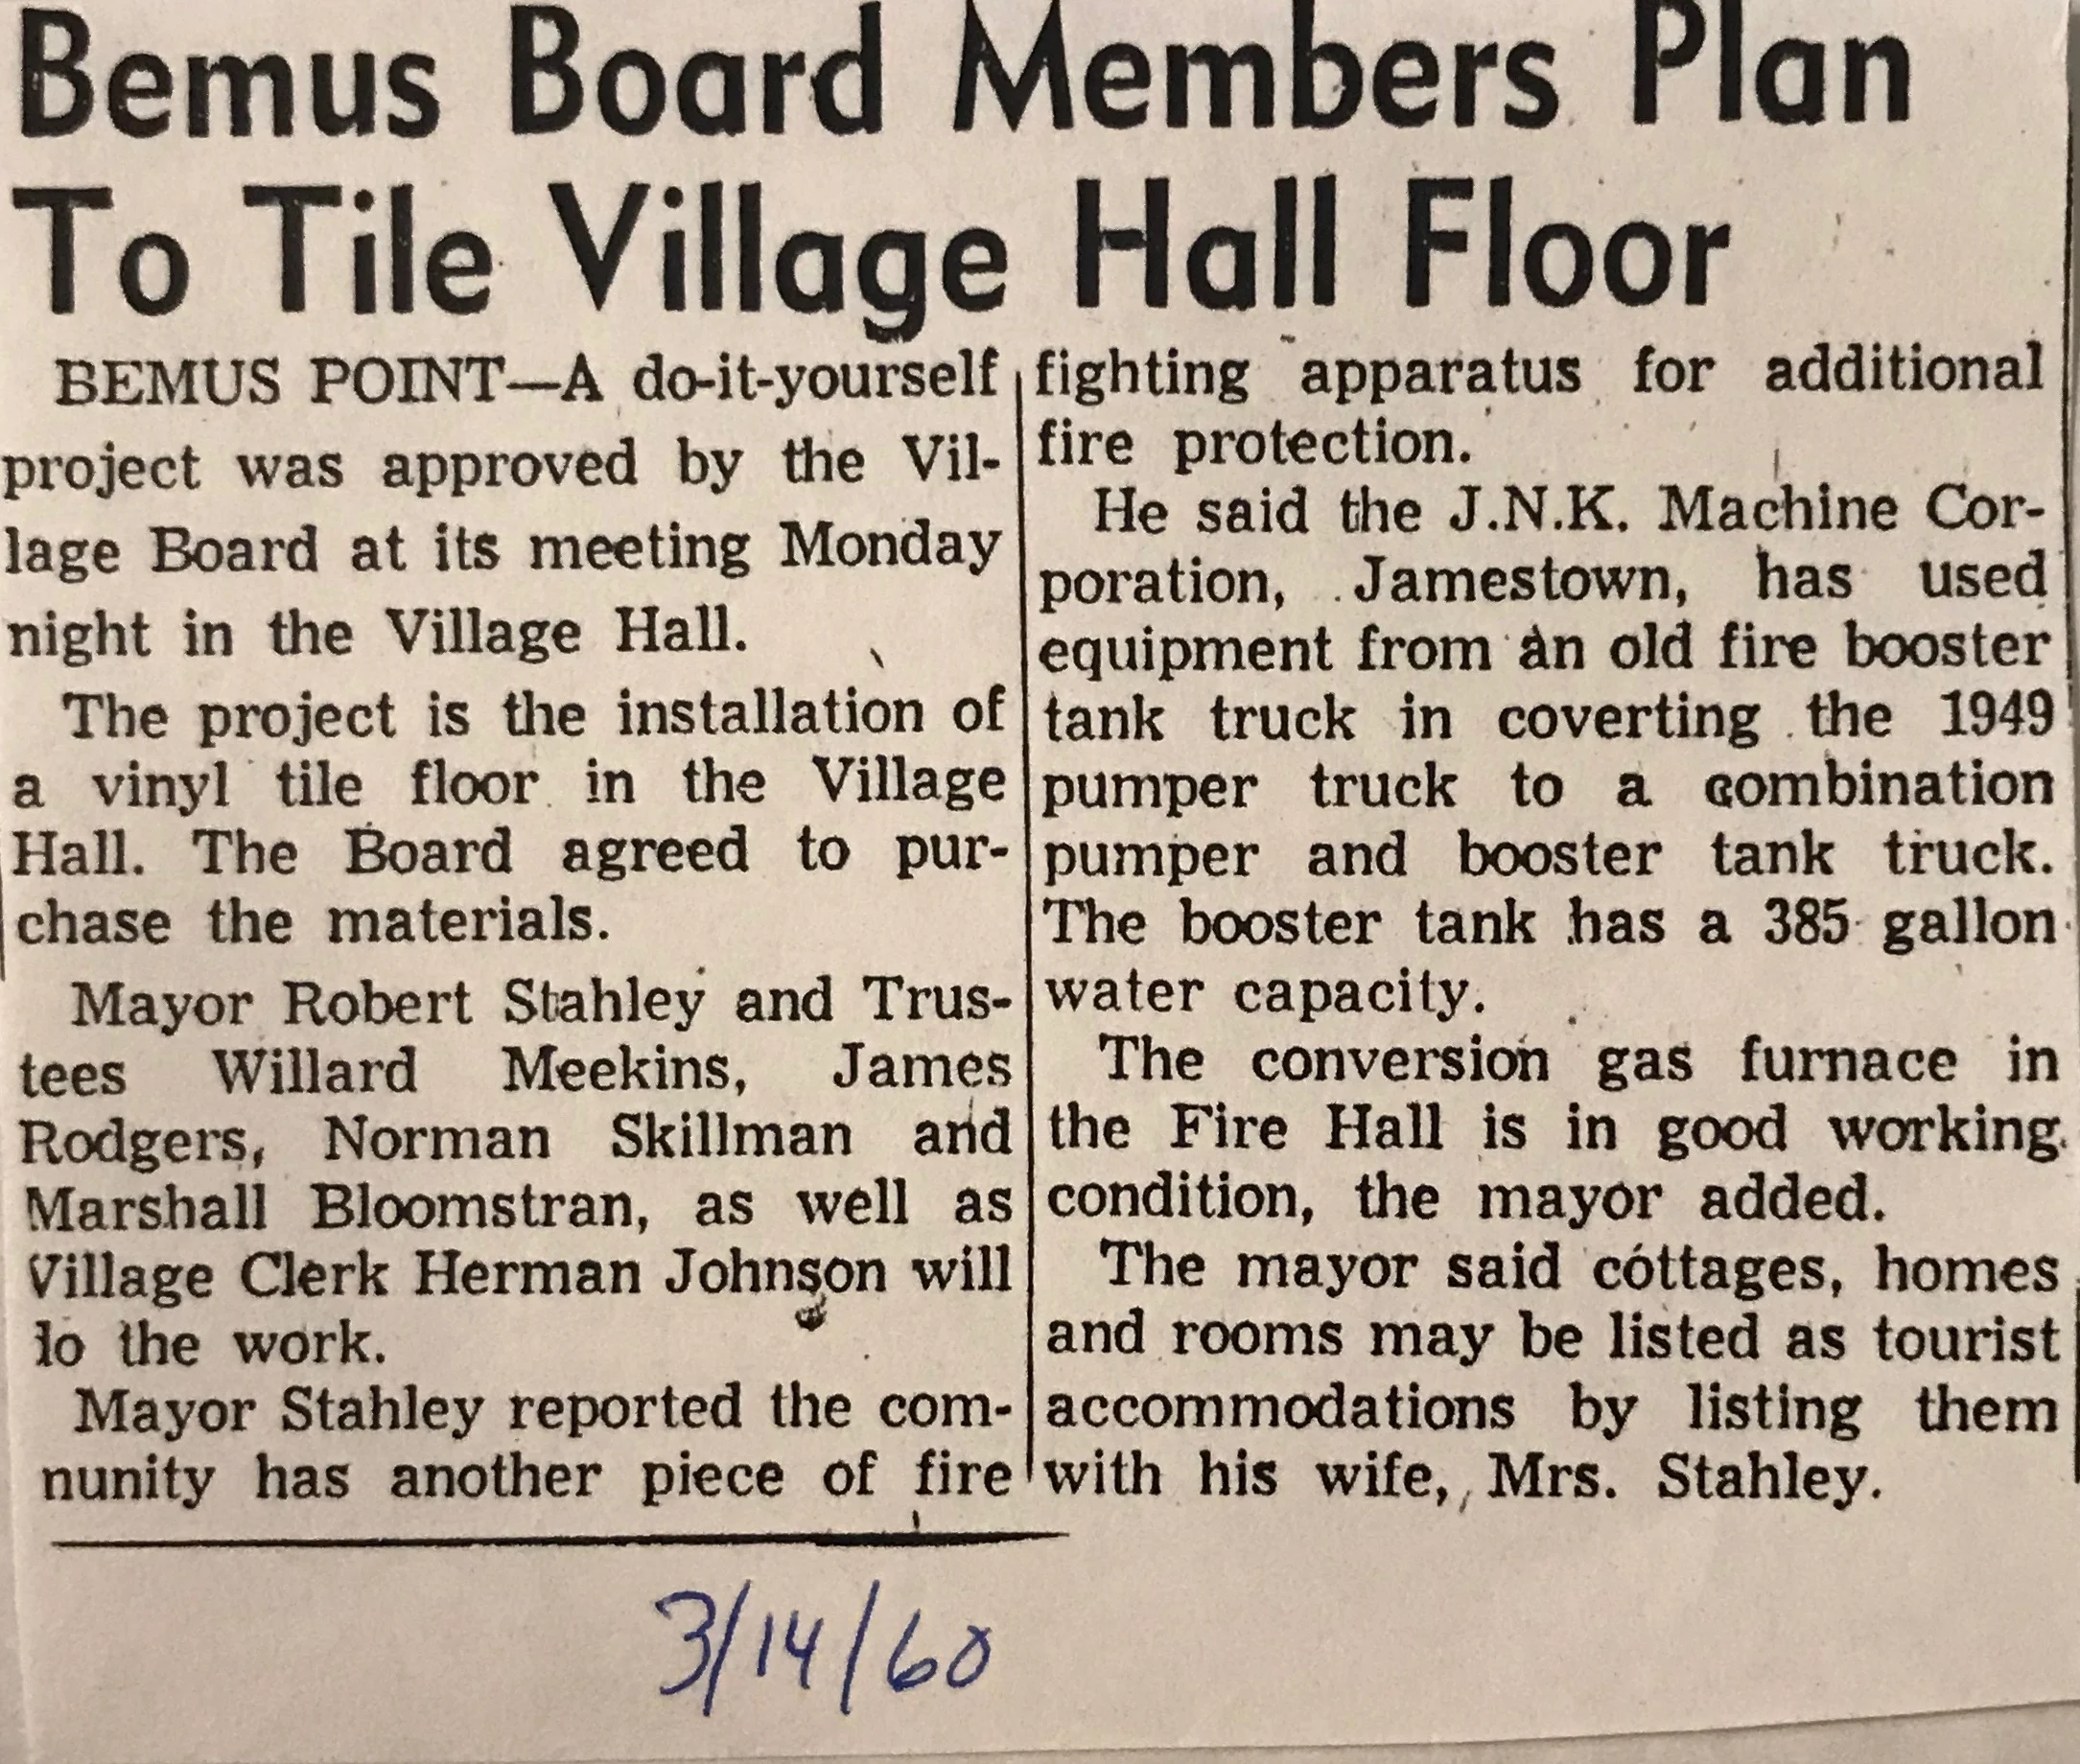 Bemus Board Members Plan
To Tile Village Hall Floor
BEMUS POINT—A do-it-yourself
project was approved by the Vil-
lage Board at its meeting Monday
night in the Village Hall.
The project is the installation of
a vinyl tile floor in the Village
Hall. The Board agreed to pur-
chase the materials.
Mayor Robert Stahley and Trus-
tees Willard Meekins, James
Rodgers, Norman Skillman and
Marshall Bloomstran, as well as
Village Clerk Herman Johnson will
lo the work.
Mayor Stahley reported the com-
nunity has another piece of fire
fighting apparatus for additional
fire protection.
He said the J.N.K. Machine Cor-
poration, Jamestown, has used
equipment from an old fire booster
tank truck in coverting the 1949
pumper truck to a combination
pumper and booster tank truck.
The booster tank has a 385 gallon
water capacity.
The conversion gas furnace in
the Fire Hall is in good working
condition, the mayor added.
The mayor said cottages, homes
and rooms may be listed as tourist
accommodations by listing them
with his wife, Mrs. Stahley.
3/14/60